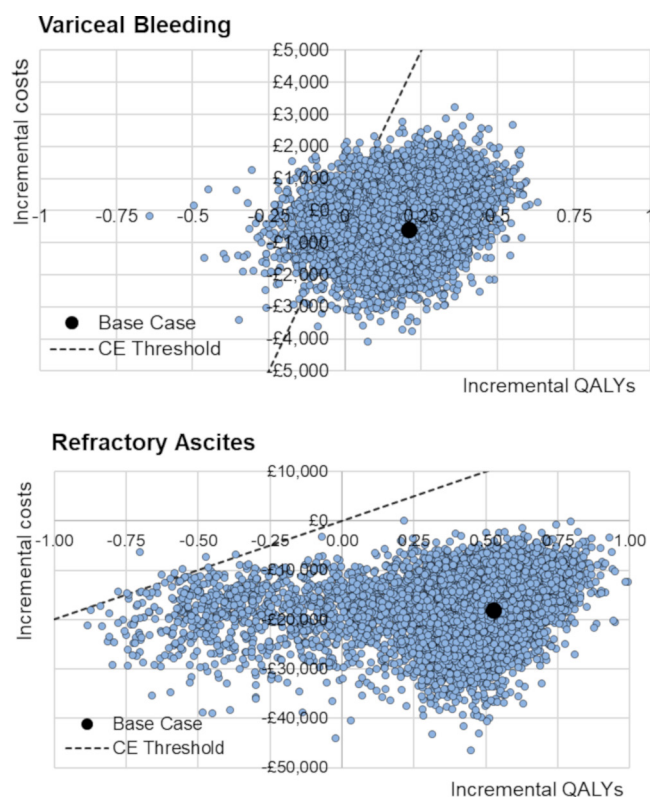 Variceal Bleeding
Incremental costs
£5,000
£4,000
£3,000
£2,000
£1,000
£0
-£1,000
-£2,000
-£3,000
-£4,000
-£5,000
-1 -0.75 -0.5 -0.25 0 0.25 0.5 0.75 1
Base Case
CE Threshold
Incremental QALYs
Refractory Ascites
Incremental costs
£10,000
£0
-£10,000
-£20,000
-£30,000
-£40,000
-£50,000
-1.00 -0.75 -0.50 -0.25 0.00 0.25 0.50 0.75 1.00
Base Case
CE Threshold
Incremental QALYs